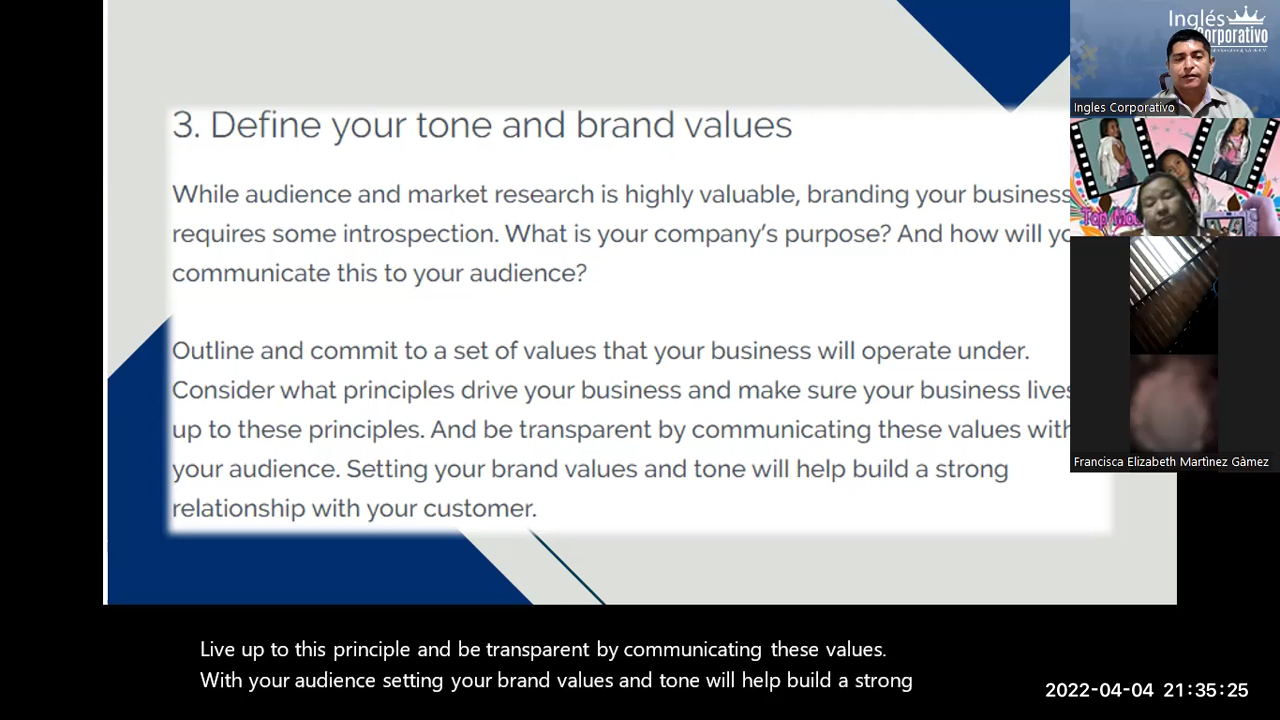 3. Define your tone and brand values
While audience and market research is highly valuable, branding your business
requires some introspection. What is your company's purpose? And how will yo
communicate this to your audience?
Outline and commit to a set of values that your business will operate under.
Consider what principles drive your business and make sure your business lives
up to these principles. And be transparent by communicating these values with
your audience. Setting your brand values and tone will help build a strong
relationship with your customer.
Inglés
Corporativo
Ingles Corporativo
Francisca Elizabeth Martìnez Gàmez
Live up to this principle and be transparent by communicating these values.
With your audience setting your brand values and tone will help build a strong
2022-04-04 21:35:25